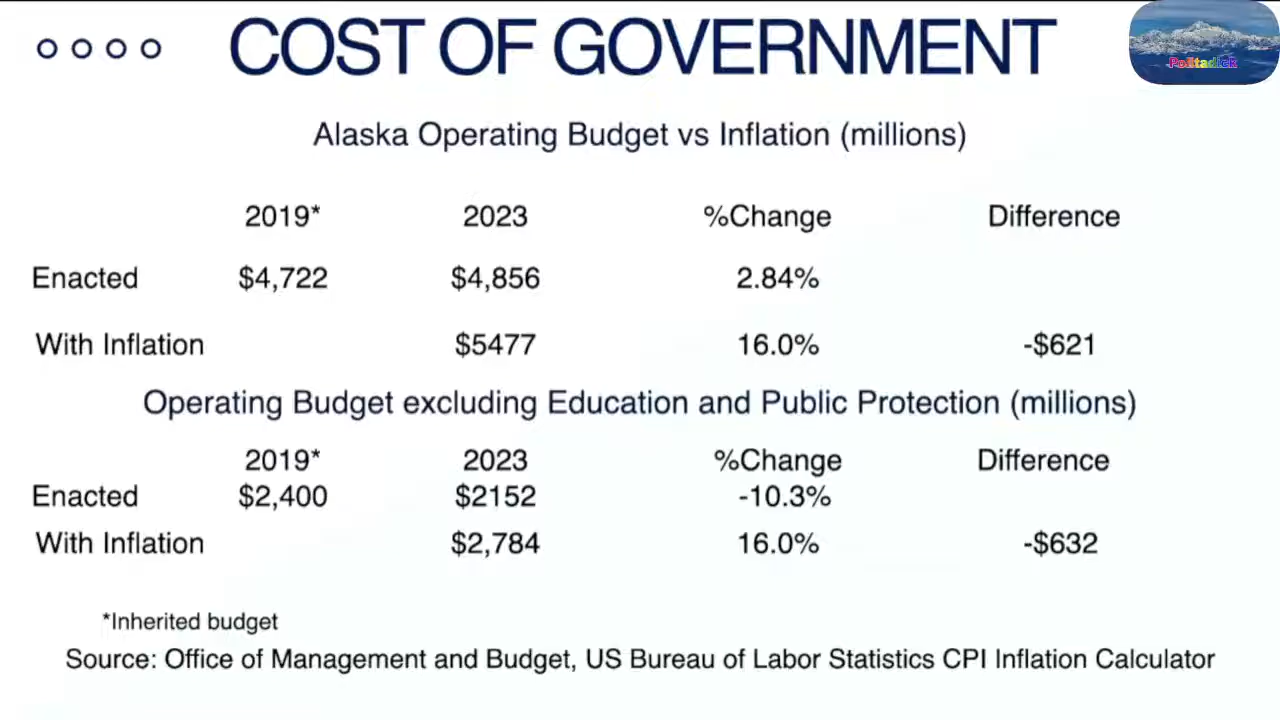 COST OF GOVERNMENT
Politadick
Alaska Operating Budget vs Inflation (millions)
2019* 2023 %Change Difference
Enacted $4,722 $4,856 2.84%
With Inflation $5477 16.0% -$621
Operating Budget excluding Education and Public Protection (millions)
2019* 2023 %Change Difference
Enacted $2,400 $2152 -10.3%
With Inflation $2,784 16.0% -$632
*Inherited budget
Source: Office of Management and Budget, US Bureau of Labor Statistics CPI Inflation Calculator